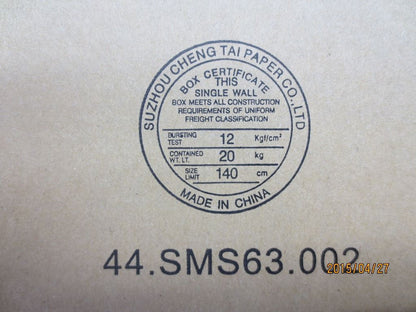 SUZHOU CHENG TAI PAPER CO.,LTD
BOX CERTIFICATE
THIS
SINGLE WALL
BOX MEETS ALL CONSTRUCTION
REQUIREMENTS OF UNIFORM
FREIGHT CLASSIFICATION
BURSTING TEST 12 Kgf/cm²
CONTAINED WT. LT. 20 kg
SIZE LIMIT 140 cm
MADE IN CHINA
44.SMS63.002
2015/04/27